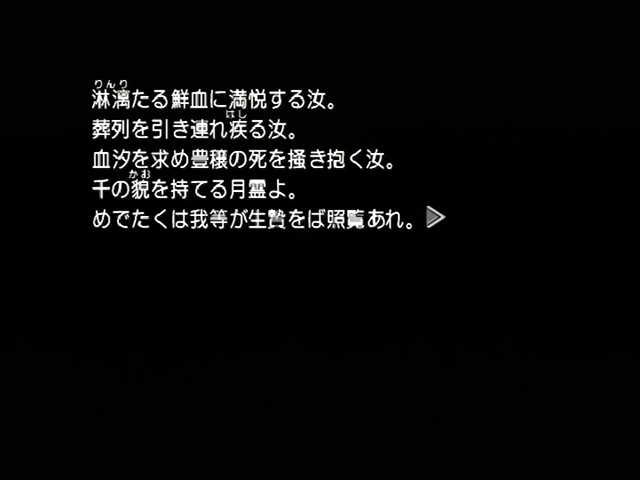 淋漓たる鮮血に満悦する汝。
葬列を引き連れ疾る汝。
血汐を求め豊穣の死を掻き抱く汝。
千の貌を持てる月霊よ。
めでたくは我等が生贄をば照覧あれ。